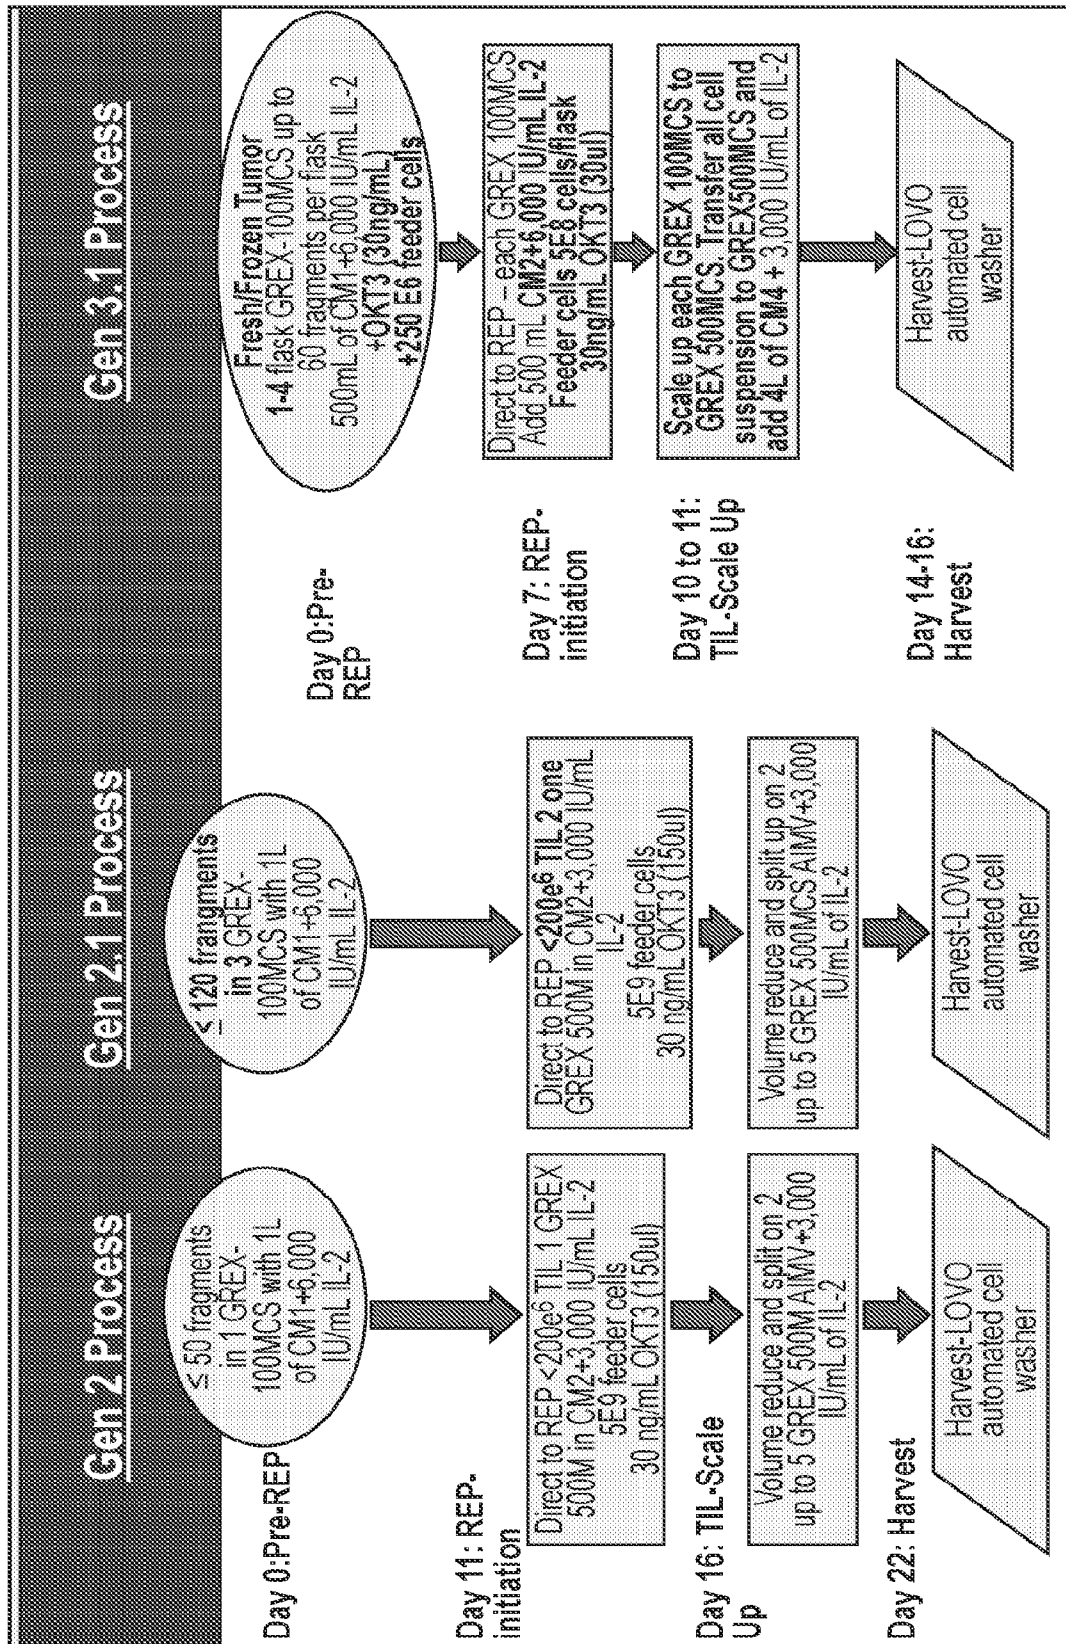 Gen 2 Process
Gen 2.1 Process
Gen 3.1 Process
Day 0:Pre-REP
≤ 50 fragments
in 1 GREX-
100MCS with 1L
of CM1+6,000
IU/mL IL-2
≤ 120 fragments
in 3 GREX-
100MCS with 1L
of CM1+6,000
IU/mL IL-2
Day 0:Pre-
REP
Fresh/Frozen Tumor
1-4 flask GREX-100MCS up to
60 fragments per flask
500mL of CM1+6,000 IU/mL IL-2
+OKT3 (30ng/mL)
+250 E6 feeder cells
Day 11: REP-
initiation
Direct to REP <200e⁶ TIL 1 GREX
500M in CM2+3,000 IU/mL IL-2
5E9 feeder cells
30 ng/mL OKT3 (150ul)
Direct to REP <200e⁶ TIL 2 one
GREX 500M in CM2+3,000 IU/mL
IL-2
5E9 feeder cells
30 ng/mL OKT3 (150ul)
Day 7: REP-
initiation
Direct to REP – each GREX 100MCS
Add 500 mL CM2+6,000 IU/mL IL-2
Feeder cells 5E8 cells/flask
30ng/mL OKT3 (30ul)
Day 16: TIL-Scale
Up
Volume reduce and split on 2
up to 5 GREX 500M AIMV+3,000
IU/mL of IL-2
Volume reduce and split up on 2
up to 5 GREX 500MCS AIMV+3,000
IU/mL of IL-2
Day 10 to 11:
TIL-Scale Up
Scale up each GREX 100MCS to
GREX 500MCS. Transfer all cell
suspension to GREX500MCS and
add 4L of CM4 + 3,000 IU/mL of IL-2
Day 22: Harvest
Harvest-LOVO
automated cell
washer
Harvest-LOVO
automated cell
washer
Day 14-16:
Harvest
Harvest-LOVO
automated cell
washer